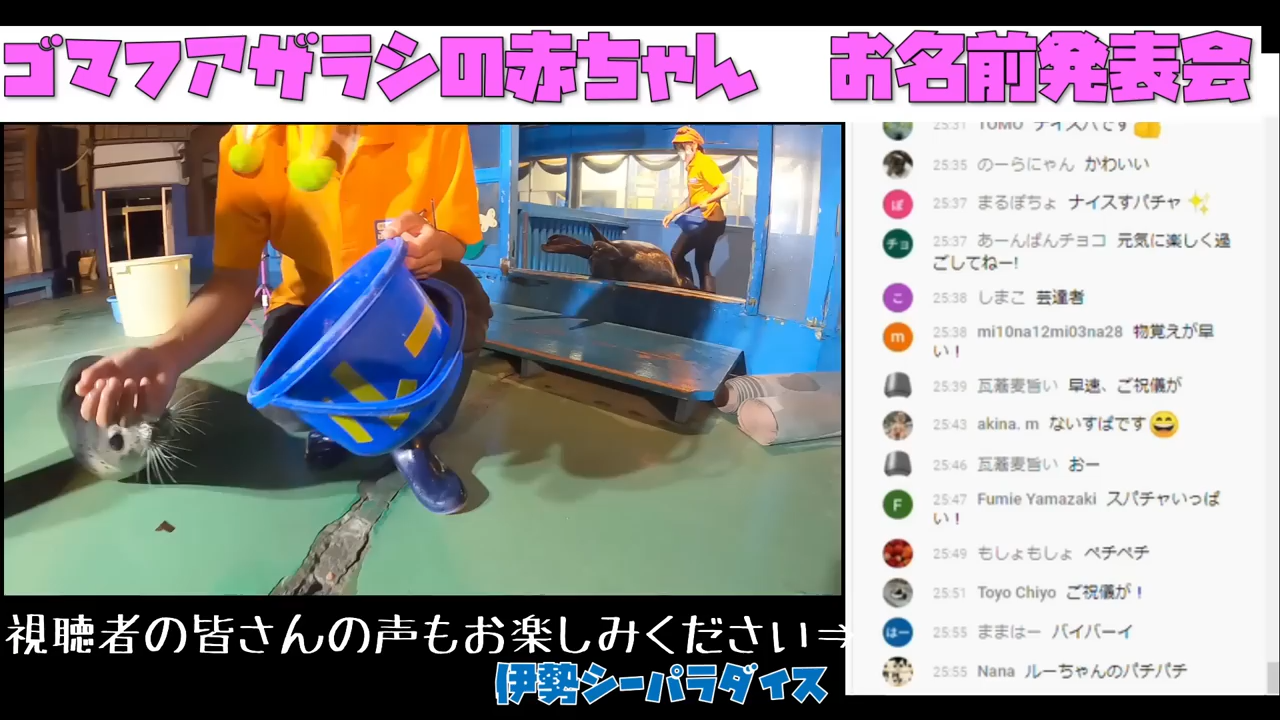 ゴマフアザラシの赤ちゃん　お名前発表会
25:31 TOMO ナイスパです👍
25:35 のーらにゃん かわいい
25:37 まるぽちょ ナイスすパチャ✨
25:37 あーんぱんチョコ 元気に楽しく過
ごしてねー!
25:38 しまこ 芸達者
25:38 mi10na12mi03na28 物覚えが早
い！
25:39 瓦蕎麦旨い 早速、ご祝儀が
25:43 akina. m ないすぱです😄
25:46 瓦蕎麦旨い おー
25:47 Fumie Yamazaki スパチャいっぱ
い！
25:49 もしょもしょ ペチペチ
25:51 Toyo Chiyo ご祝儀が！
25:55 ままはー バイバーイ
25:55 Nana ルーちゃんのパチパチ
視聴者の皆さんの声もお楽しみください⇒
伊勢シーパラダイス